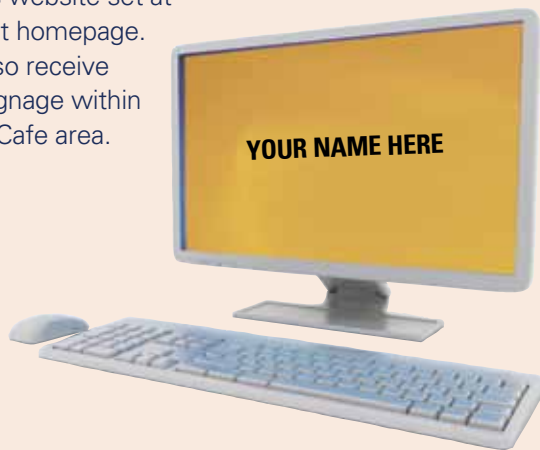 website set at
t homepage.
so receive
gnage within
Cafe area.
YOUR NAME HERE